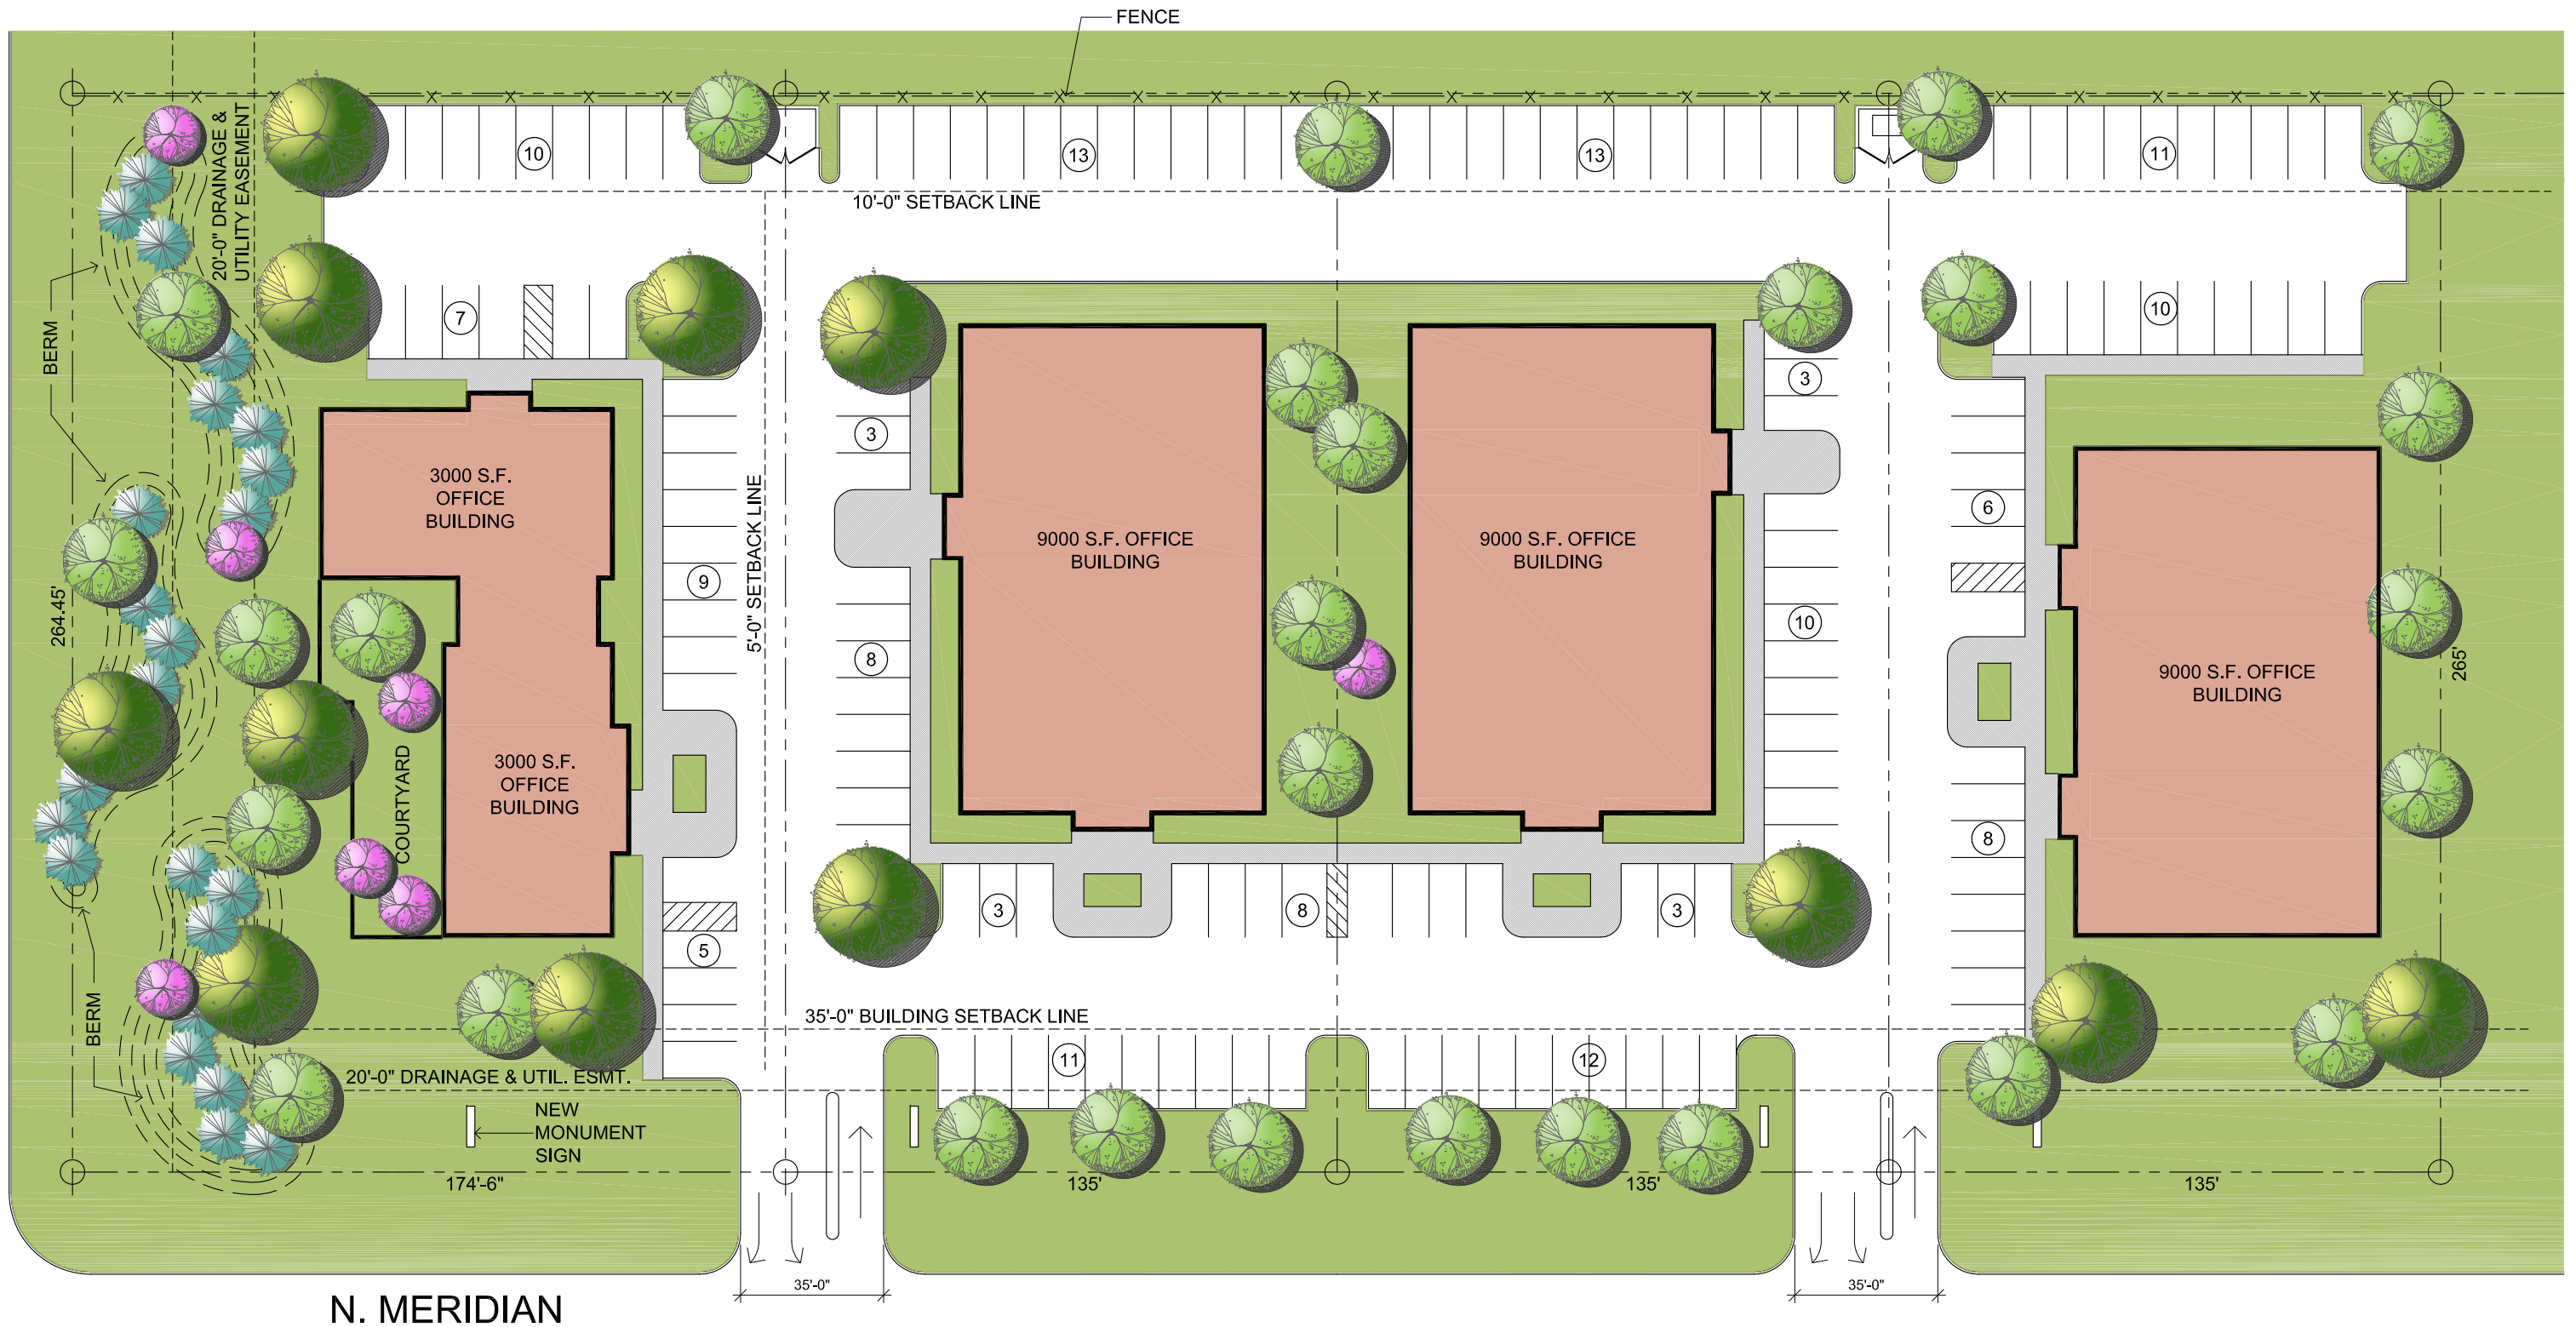 FENCE
20'-0" DRAINAGE &
UTILITY EASEMENT
10
13
13
11
10'-0" SETBACK LINE
7
10
BERM
3
3
3000 S.F.
OFFICE
BUILDING
5'-0" SETBACK LINE
6
9000 S.F. OFFICE
BUILDING
9000 S.F. OFFICE
BUILDING
264.45'
9
10
8
265'
9000 S.F. OFFICE
BUILDING
3000 S.F.
OFFICE
BUILDING
COURTYARD
8
3
8
3
5
BERM
35'-0" BUILDING SETBACK LINE
11
12
20'-0" DRAINAGE & UTIL. ESMT.
NEW
MONUMENT
SIGN
174'-6"
135'
135'
135'
35'-0"
35'-0"
N. MERIDIAN